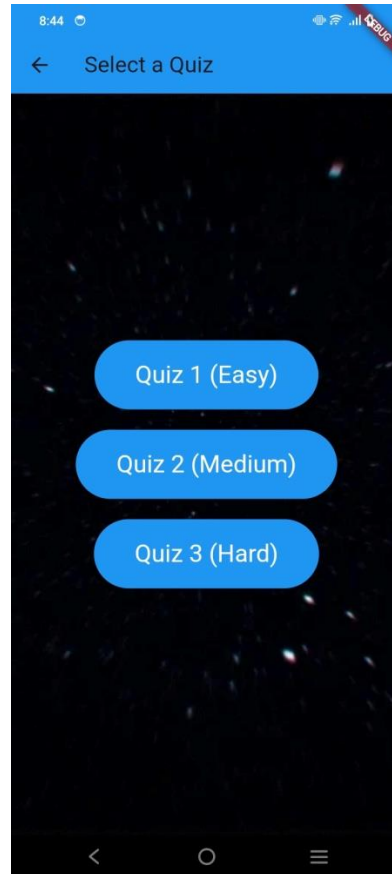 8:44
DEBUG
Select a Quiz
Quiz 1 (Easy)
Quiz 2 (Medium)
Quiz 3 (Hard)